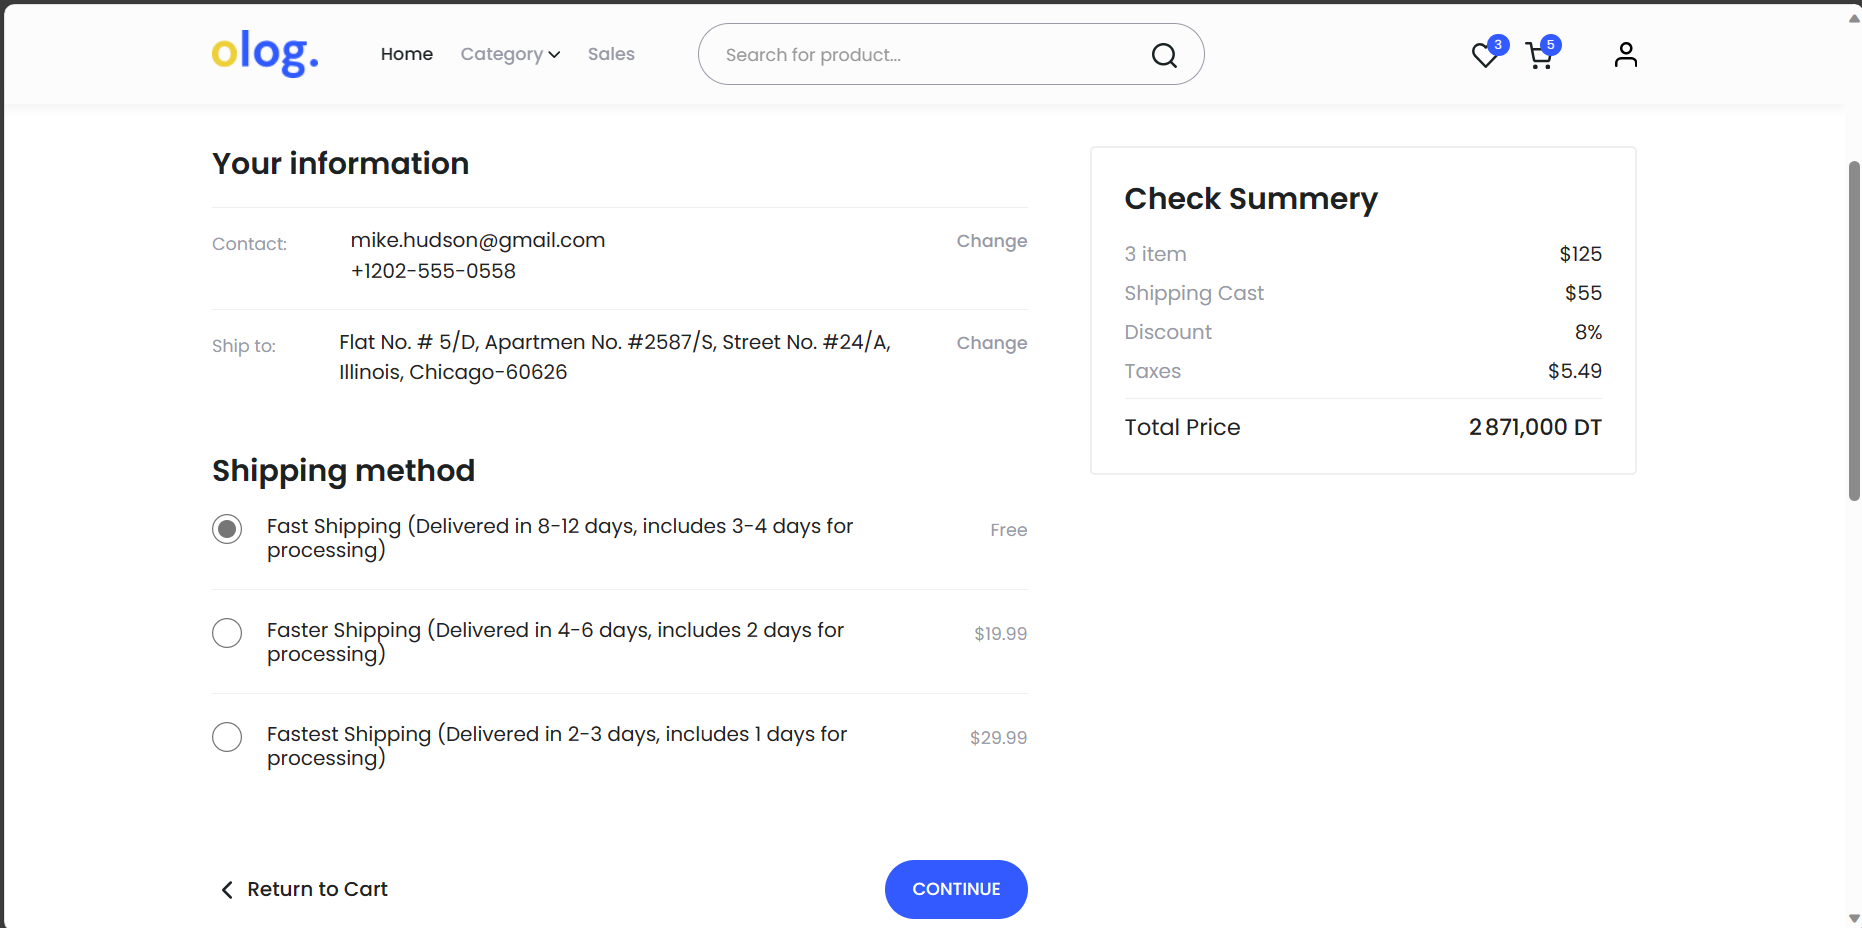 olog.
Home Category Sales
Search for product...
3
5
Your information
Contact: mike.hudson@gmail.com Change
+1202-555-0558
Ship to: Flat No. # 5/D, Apartmen No. #2587/S, Street No. #24/A, Change
Illinois, Chicago-60626
Shipping method
Fast Shipping (Delivered in 8-12 days, includes 3-4 days for Free
processing)
Faster Shipping (Delivered in 4-6 days, includes 2 days for $19.99
processing)
Fastest Shipping (Delivered in 2-3 days, includes 1 days for $29.99
processing)
Return to Cart CONTINUE
Check Summery
3 item $125
Shipping Cast $55
Discount 8%
Taxes $5.49
Total Price 2 871,000 DT